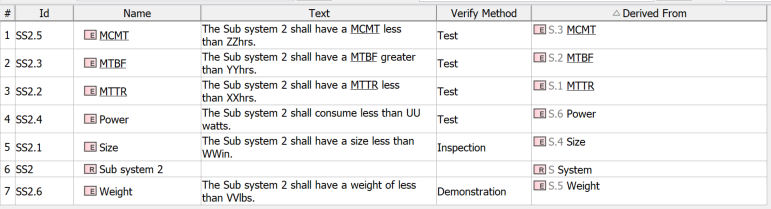 # Id Name Text Verify Method △ Derived From
1 SS2.5 E MCMT The Sub system 2 shall have a MCMT less Test E S.3 MCMT
than ZZhrs.
2 SS2.3 E MTBF The Sub system 2 shall have a MTBF greater Test E S.2 MTBF
than YYhrs.
3 SS2.2 E MTTR The Sub system 2 shall have a MTTR less Test E S.1 MTTR
than XXhrs.
4 SS2.4 E Power The Sub system 2 shall consume less than UU Test E S.6 Power
watts.
5 SS2.1 E Size The Sub system 2 shall have a size less than Inspection E S.4 Size
WWin.
6 SS2 R Sub system 2 R S System
7 SS2.6 E Weight The Sub system 2 shall have a weight of less Demonstration E S.5 Weight
than VVlbs.